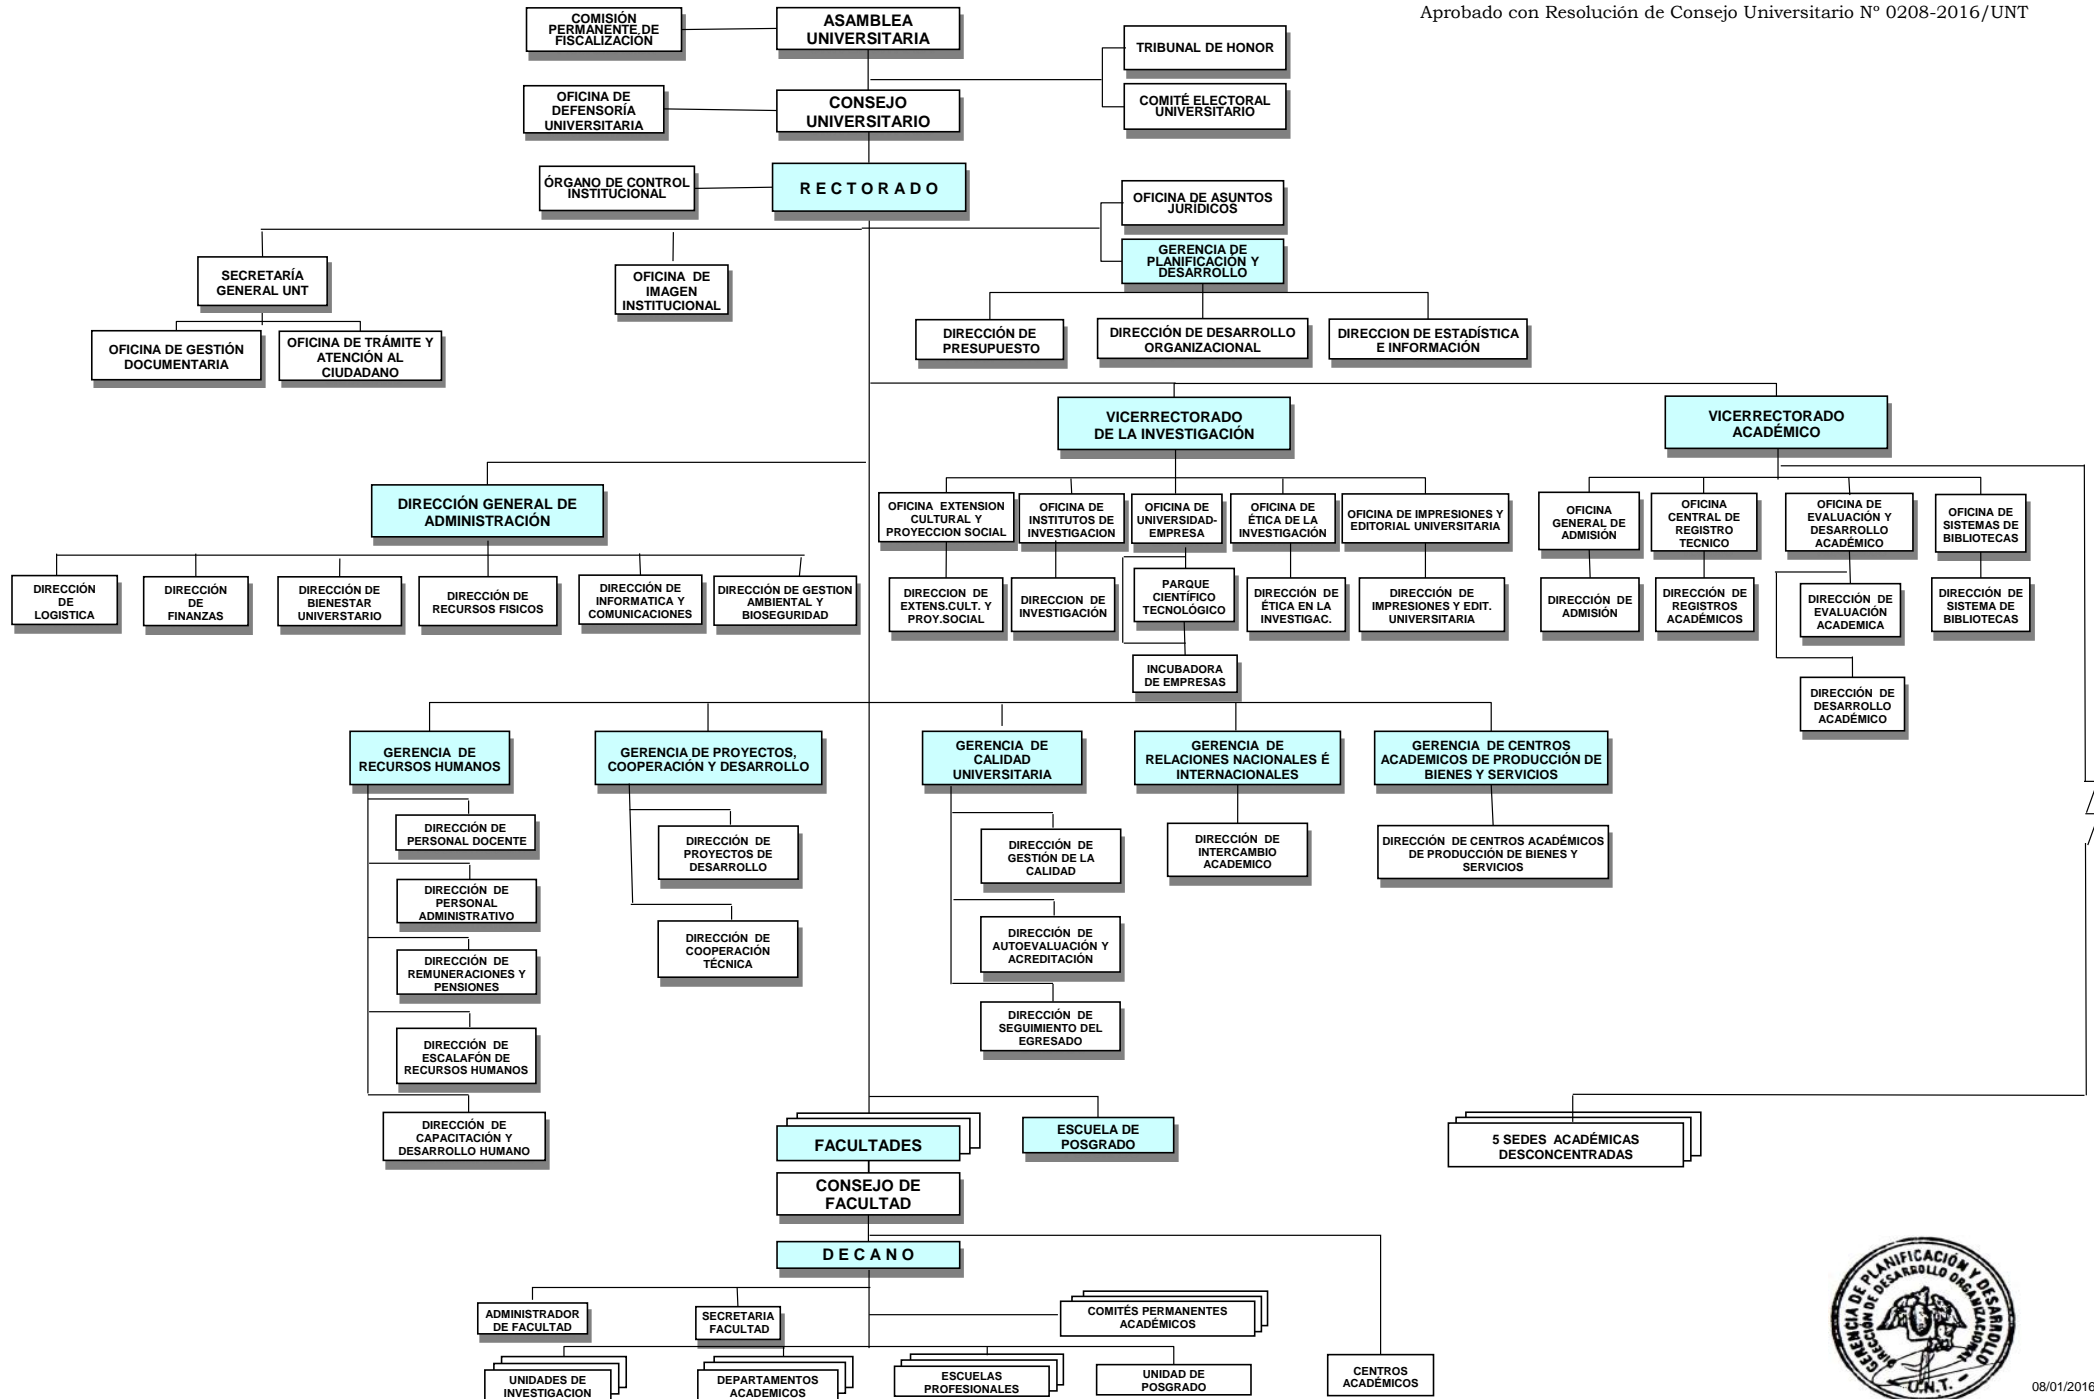 Aprobado con Resolución de Consejo Universitario Nº 0208-2016/UNT
COMISIÓN
PERMANENTE DE
FISCALIZACIÓN
ASAMBLEA
UNIVERSITARIA
TRIBUNAL DE HONOR
OFICINA DE
DEFENSORÍA
UNIVERSITARIA
CONSEJO
UNIVERSITARIO
COMITÉ ELECTORAL
UNIVERSITARIO
ÓRGANO DE CONTROL
INSTITUCIONAL
R E C T O R A D O
OFICINA DE ASUNTOS
JURÍDICOS
GERENCIA DE
PLANIFICACIÓN Y
DESARROLLO
SECRETARÍA
GENERAL UNT
OFICINA DE
IMAGEN
INSTITUCIONAL
OFICINA DE GESTIÓN
DOCUMENTARIA
OFICINA DE TRÁMITE Y
ATENCIÓN AL
CIUDADANO
DIRECCIÓN DE
PRESUPUESTO
DIRECCIÓN DE DESARROLLO
ORGANIZACIONAL
DIRECCION DE ESTADÍSTICA
E INFORMACIÓN
VICERRECTORADO
DE LA INVESTIGACIÓN
VICERRECTORADO
ACADÉMICO
DIRECCIÓN GENERAL DE
ADMINISTRACIÓN
OFICINA EXTENSION
CULTURAL Y
PROYECCION SOCIAL
OFICINA DE
INSTITUTOS DE
INVESTIGACION
OFICINA DE
UNIVERSIDAD-
EMPRESA
OFICINA DE
ÉTICA DE LA
INVESTIGACIÓN
OFICINA DE IMPRESIONES Y
EDITORIAL UNIVERSITARIA
OFICINA
GENERAL DE
ADMISIÓN
OFICINA
CENTRAL DE
REGISTRO
TECNICO
OFICINA DE
EVALUACIÓN Y
DESARROLLO
ACADÉMICO
OFICINA DE
SISTEMAS DE
BIBLIOTECAS
DIRECCIÓN
DE
LOGISTICA
DIRECCIÓN
DE
FINANZAS
DIRECCIÓN DE
BIENESTAR
UNIVERSTARIO
DIRECCIÓN DE
RECURSOS FISICOS
DIRECCIÓN DE
INFORMATICA Y
COMUNICACIONES
DIRECCIÓN DE GESTION
AMBIENTAL Y
BIOSEGURIDAD
DIRECCION DE
EXTENS.CULT. Y
PROY.SOCIAL
DIRECCION DE
INVESTIGACIÓN
PARQUE
CIENTÍFICO
TECNOLÓGICO
DIRECCIÓN DE
ÉTICA EN LA
INVESTIGAC.
DIRECCIÓN DE
IMPRESIONES Y EDIT.
UNIVERSITARIA
DIRECCIÓN DE
ADMISIÓN
DIRECCIÓN DE
REGISTROS
ACADÉMICOS
DIRECCIÓN DE
EVALUACIÓN
ACADEMICA
DIRECCIÓN DE
SISTEMA DE
BIBLIOTECAS
INCUBADORA
DE EMPRESAS
DIRECCIÓN DE
DESARROLLO
ACADÉMICO
GERENCIA DE
RECURSOS HUMANOS
GERENCIA DE PROYECTOS,
COOPERACIÓN Y DESARROLLO
GERENCIA DE
CALIDAD
UNIVERSITARIA
GERENCIA DE
RELACIONES NACIONALES É
INTERNACIONALES
GERENCIA DE CENTROS
ACADEMICOS DE PRODUCCIÓN DE
BIENES Y SERVICIOS
DIRECCIÓN DE
PERSONAL DOCENTE
DIRECCIÓN DE
PROYECTOS DE
DESARROLLO
DIRECCIÓN DE
GESTIÓN DE LA
CALIDAD
DIRECCIÓN DE
INTERCAMBIO
ACADEMICO
DIRECCIÓN DE CENTROS ACADÉMICOS
DE PRODUCCIÓN DE BIENES Y
SERVICIOS
DIRECCIÓN DE
PERSONAL
ADMINISTRATIVO
DIRECCIÓN DE
COOPERACIÓN
TÉCNICA
DIRECCIÓN DE
AUTOEVALUACIÓN Y
ACREDITACIÓN
DIRECCIÓN DE
REMUNERACIONES Y
PENSIONES
DIRECCIÓN DE
SEGUIMIENTO DEL
EGRESADO
DIRECCIÓN DE
ESCALAFÓN DE
RECURSOS HUMANOS
DIRECCIÓN DE
CAPACITACIÓN Y
DESARROLLO HUMANO
FACULTADES
ESCUELA DE
POSGRADO
5 SEDES ACADÉMICAS
DESCONCENTRADAS
CONSEJO DE
FACULTAD
D E C A N O
ADMINISTRADOR
DE FACULTAD
SECRETARIA
FACULTAD
COMITÉS PERMANENTES
ACADÉMICOS
UNIDADES DE
INVESTIGACION
DEPARTAMENTOS
ACADEMICOS
ESCUELAS
PROFESIONALES
UNIDAD DE
POSGRADO
CENTROS
ACADÉMICOS
GERENCIA DE PLANIFICACIÓN Y DESARROLLO
DIRECCIÓN DE DESARROLLO ORGANIZACIONAL
U.N.T.
08/01/2016